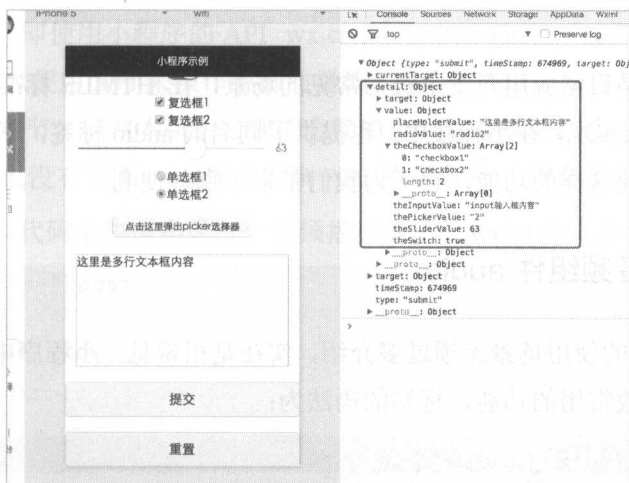 iPhone 5
wifi
Console Sources Network Storage AppData Wxml
top
Preserve log
小程序示例
复选框1
复选框2
63
单选框1
单选框2
点击这里弹出picker选择器
这里是多行文本框内容
提交
重置
Object {type: "submit", timeStamp: 674969, target: Obj
currentTarget: Object
detail: Object
target: Object
value: Object
placeHolderValue: "这里是多行文本框内容"
radioValue: "radio2"
theCheckboxValue: Array[2]
0: "checkbox1"
1: "checkbox2"
length: 2
__proto__: Array[0]
theInputValue: "input输入框内容"
thePickerValue: "2"
theSliderValue: 63
theSwitch: true
__proto__: Object
__proto__: Object
target: Object
timeStamp: 674969
type: "submit"
__proto__: Object